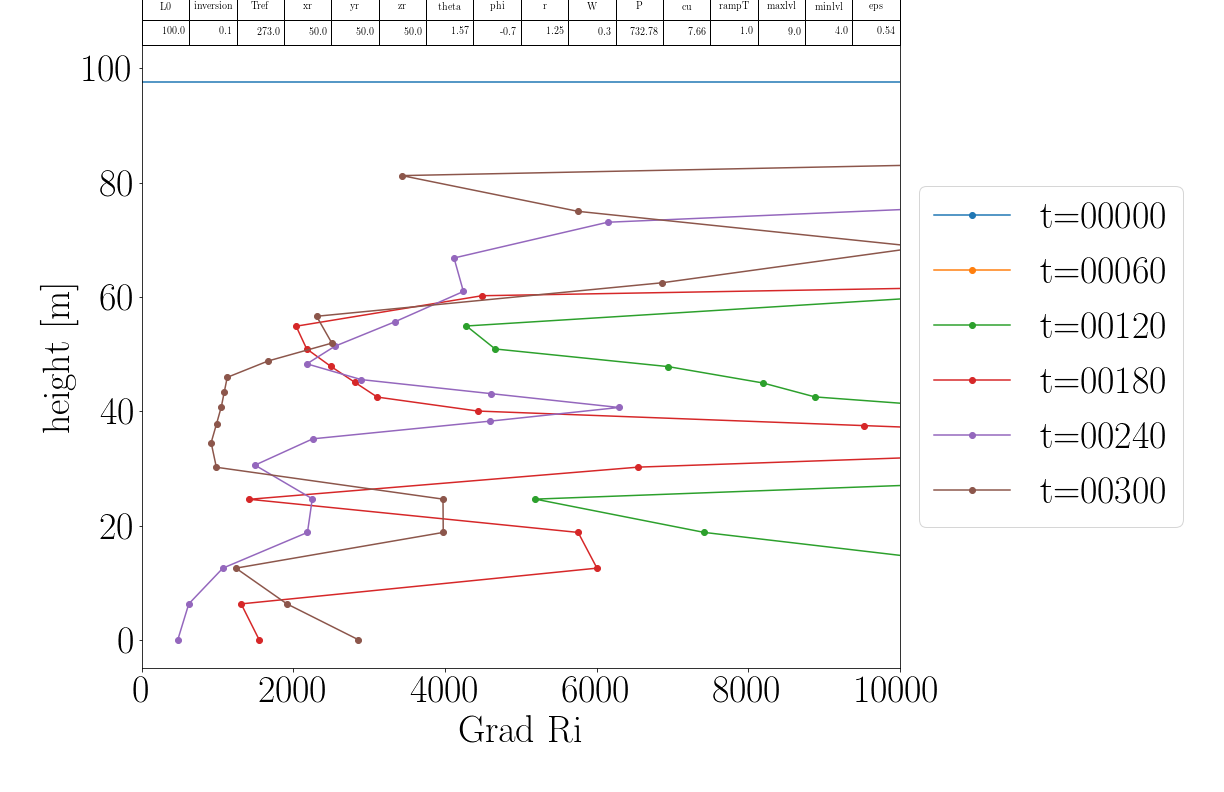 L0 inversion Tref xr yr zr theta phi r W P cu rampT maxlvl minlvl eps
100.0 0.1 273.0 50.0 50.0 50.0 1.57 -0.7 1.25 0.3 732.78 7.66 1.0 9.0 4.0 0.54
100
80
60
40
20
0
height [m]
0 2000 4000 6000 8000 10000
Grad Ri
t=00000
t=00060
t=00120
t=00180
t=00240
t=00300